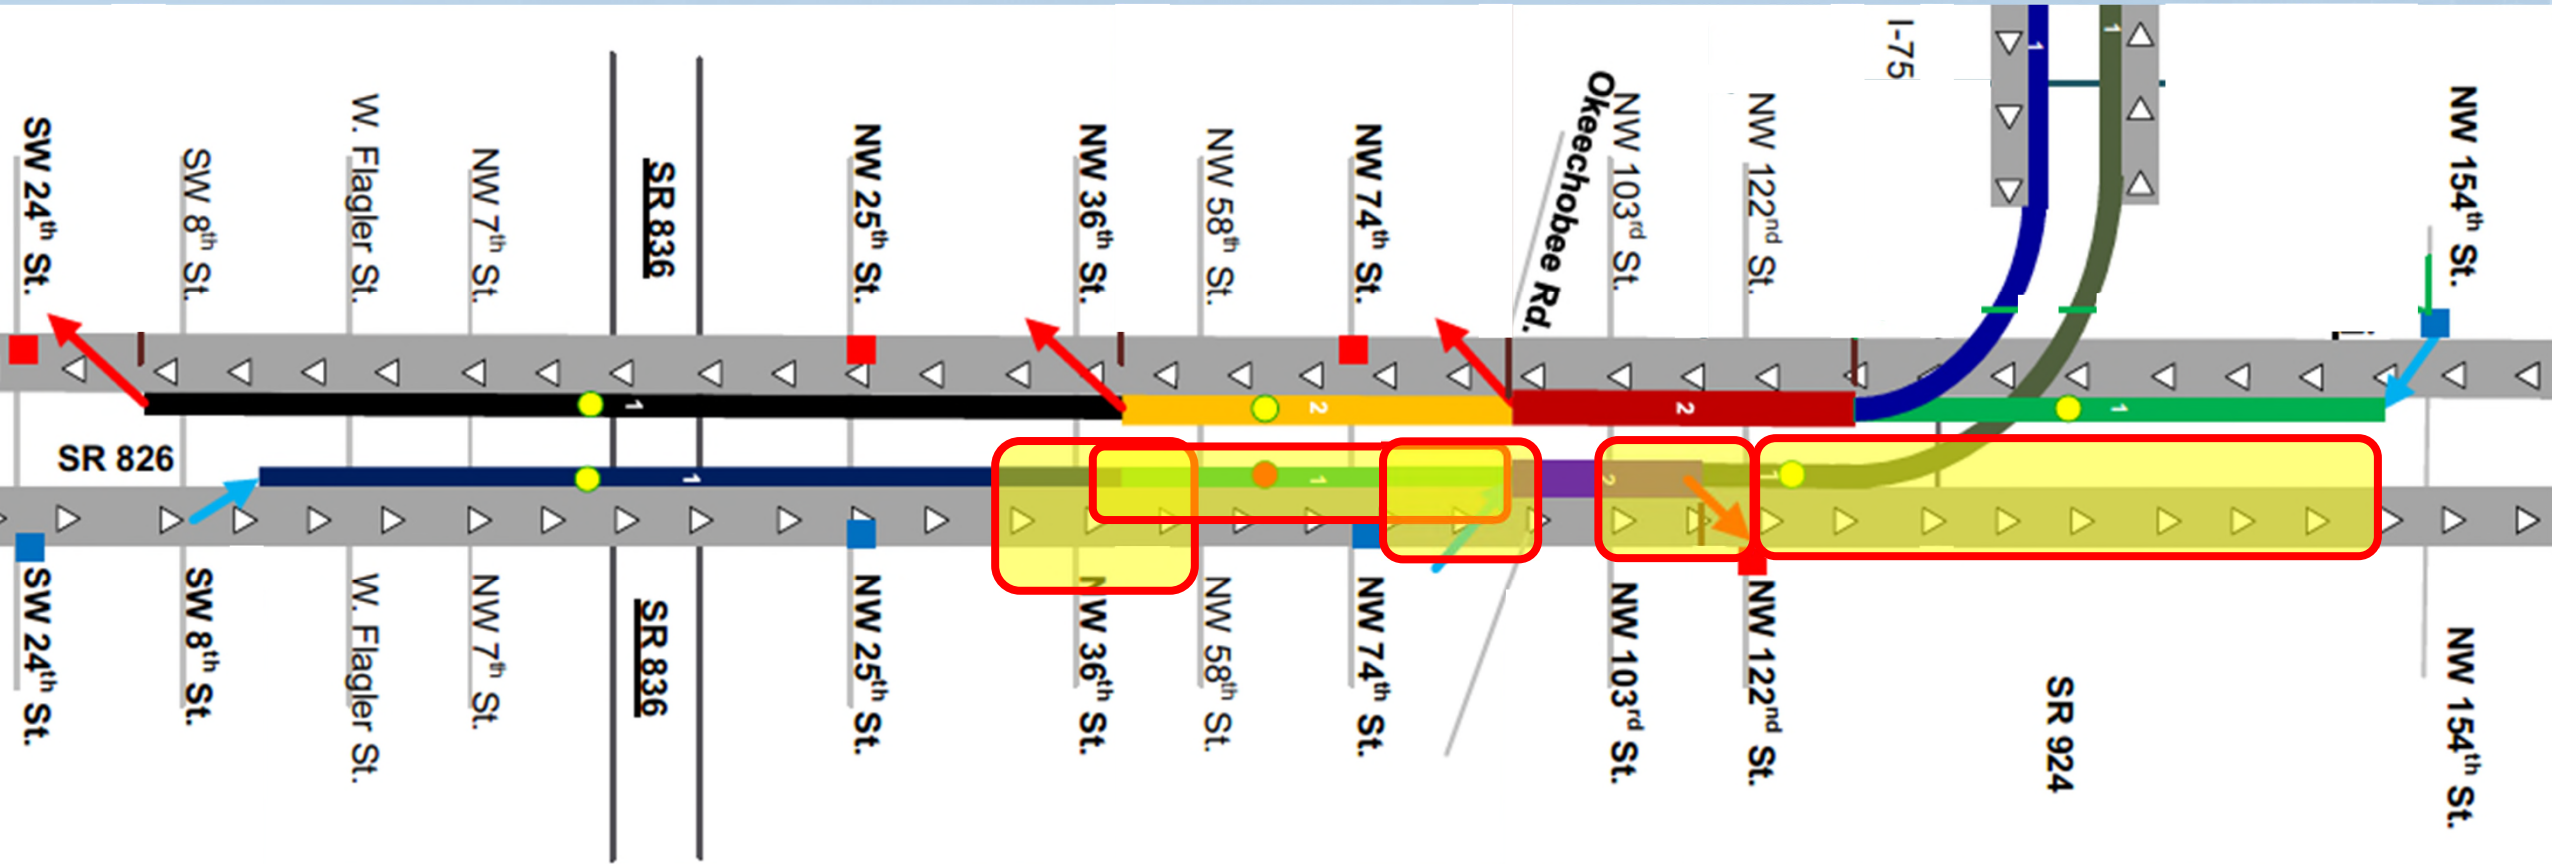 SW 24th St.
SW 8th St.
W. Flagler St.
NW 7th St.
SR 836
NW 25th St.
NW 36th St.
NW 58th St.
NW 74th St.
Okeechobee Rd.
NW 103rd St.
NW 122nd St.
I-75
1
1
NW 154th St.
1
2
2
1
SR 826
1
1
2
1
SW 24th St.
SW 8th St.
W. Flagler St.
NW 7th St.
SR 836
NW 25th St.
NW 36th St.
NW 58th St.
NW 74th St.
NW 103rd St.
NW 122nd St.
SR 924
NW 154th St.